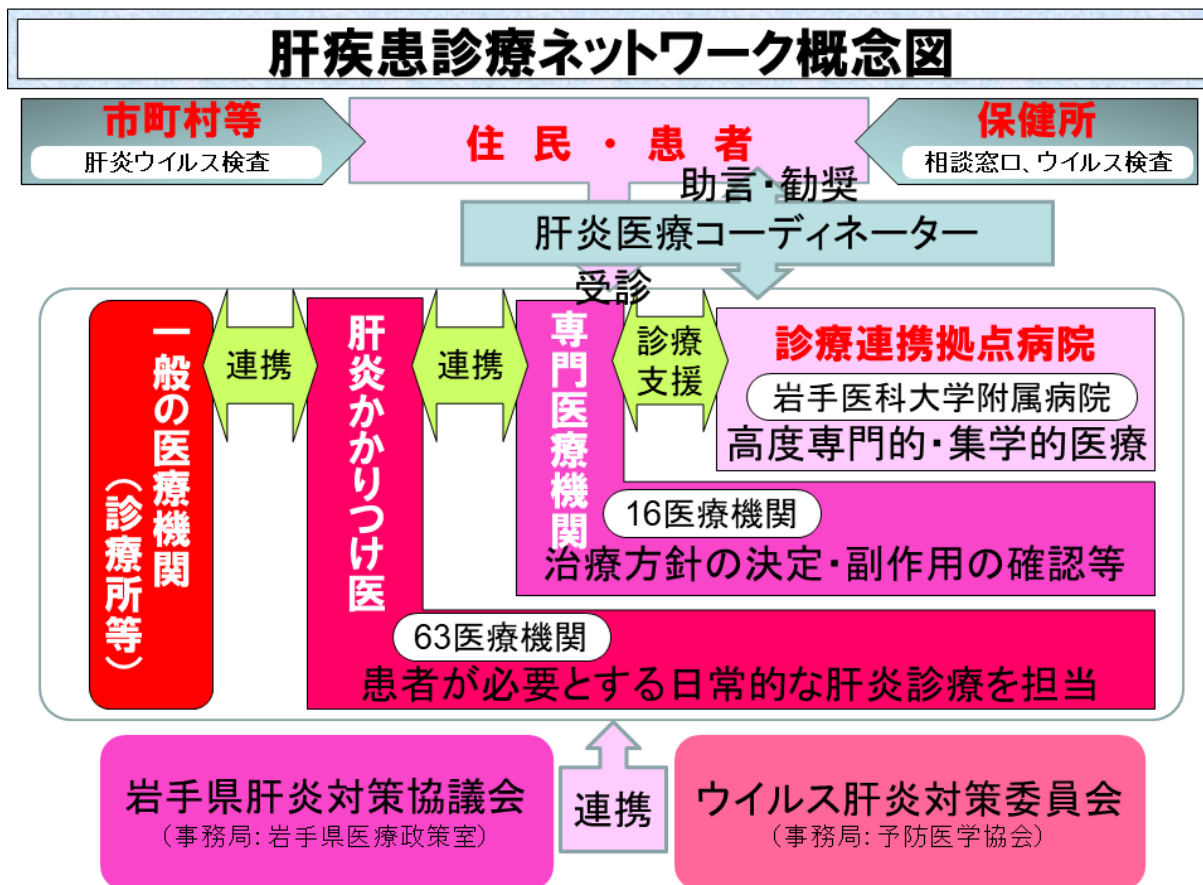 肝疾患診療ネットワーク概念図
市町村等
肝炎ウイルス検査
住民・患者
保健所
相談窓口、ウイルス検査
助言・勧奨
肝炎医療コーディネーター
受診
一般の医療機関
（診療所等）
連携
肝炎かかりつけ医
連携
専門医療機関
診療
支援
診療連携拠点病院
岩手医科大学附属病院
高度専門的・集学的医療
16医療機関
治療方針の決定・副作用の確認等
63医療機関
患者が必要とする日常的な肝炎診療を担当
岩手県肝炎対策協議会
（事務局：岩手県医療政策室）
連携
ウイルス肝炎対策委員会
（事務局：予防医学協会）